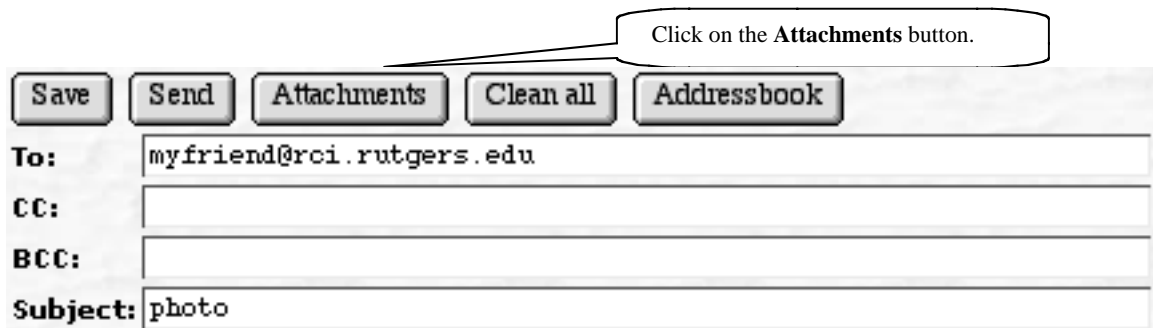 Click on the Attachments button.
Save Send Attachments Clean all Addressbook
To: myfriend@rci.rutgers.edu
CC:
BCC:
Subject: photo